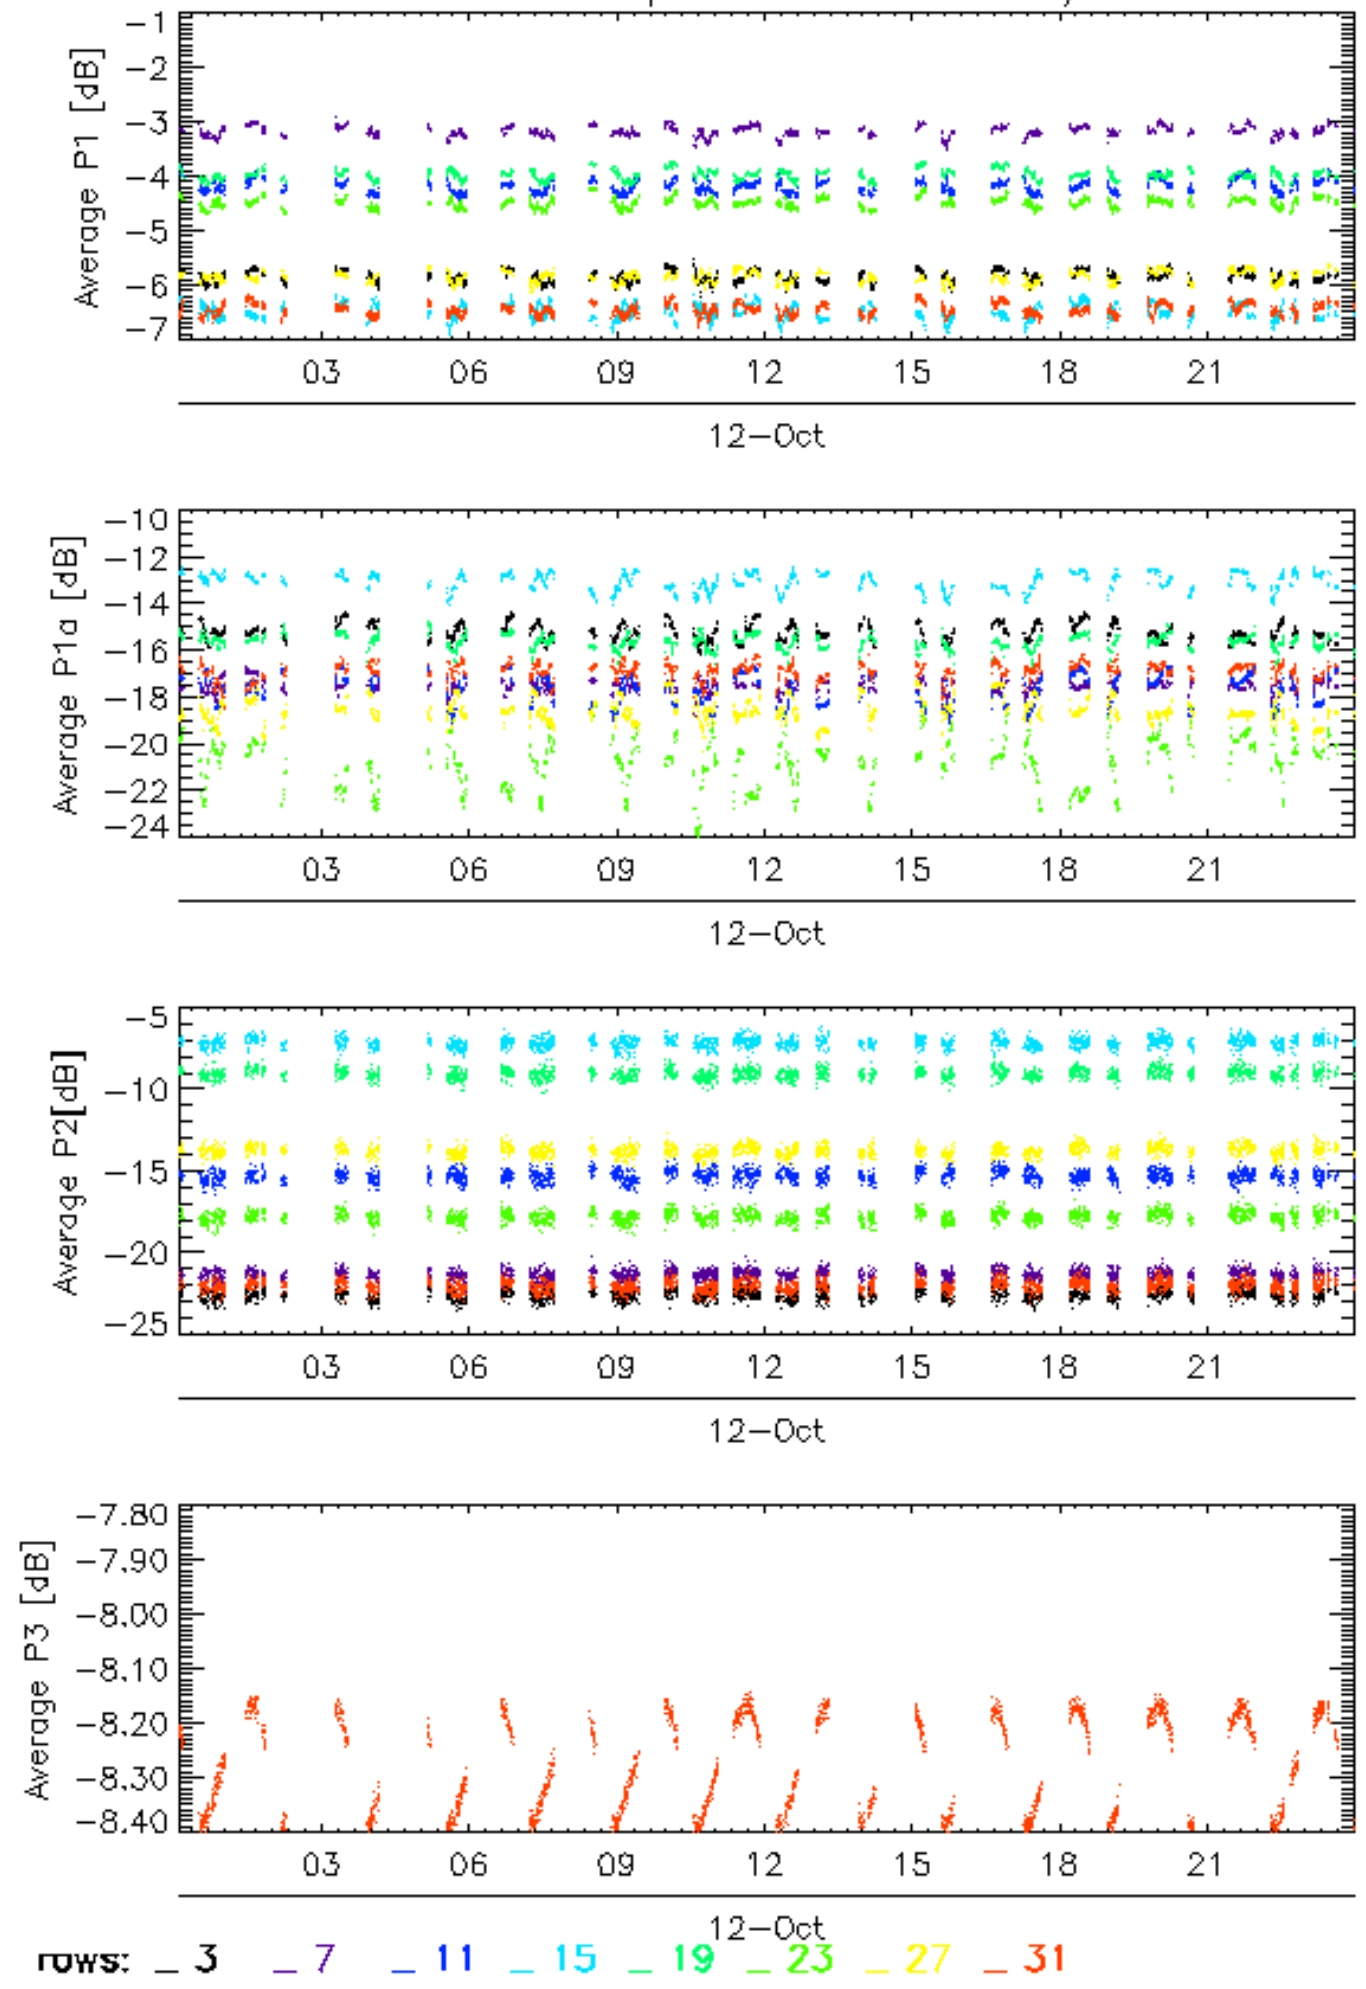 Average P1 [dB]
-1
-2
-3
-4
-5
-6
-7
03 06 09 12 15 18 21
12-Oct
Average P1a [dB]
-10
-12
-14
-16
-18
-20
-22
-24
03 06 09 12 15 18 21
12-Oct
Average P2[dB]
-5
-10
-15
-20
-25
03 06 09 12 15 18 21
12-Oct
Average P3 [dB]
-7.80
-7.90
-8.00
-8.10
-8.20
-8.30
-8.40
03 06 09 12 15 18 21
12-Oct
rows: _ 3 _ 7 _ 11 _ 15 _ 19 _ 23 _ 27 _ 31